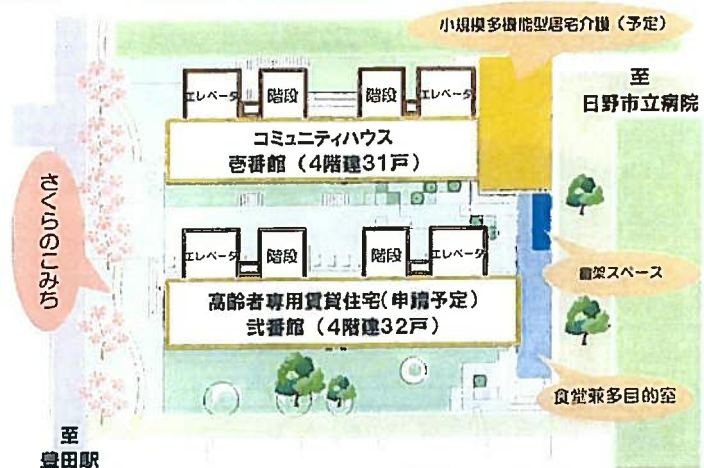 小規模多機能型居宅介護（予定）
至
日野市立病院
エレベータ
階段
階段
エレベータ
コミュニティハウス
壱番館（4階建31戸）
さくらのこみち
エレベータ
階段
階段
エレベータ
書架スペース
高齢者専用賃貸住宅（申請予定）
弐番館（4階建32戸）
食堂兼多目的室
至
豊田駅